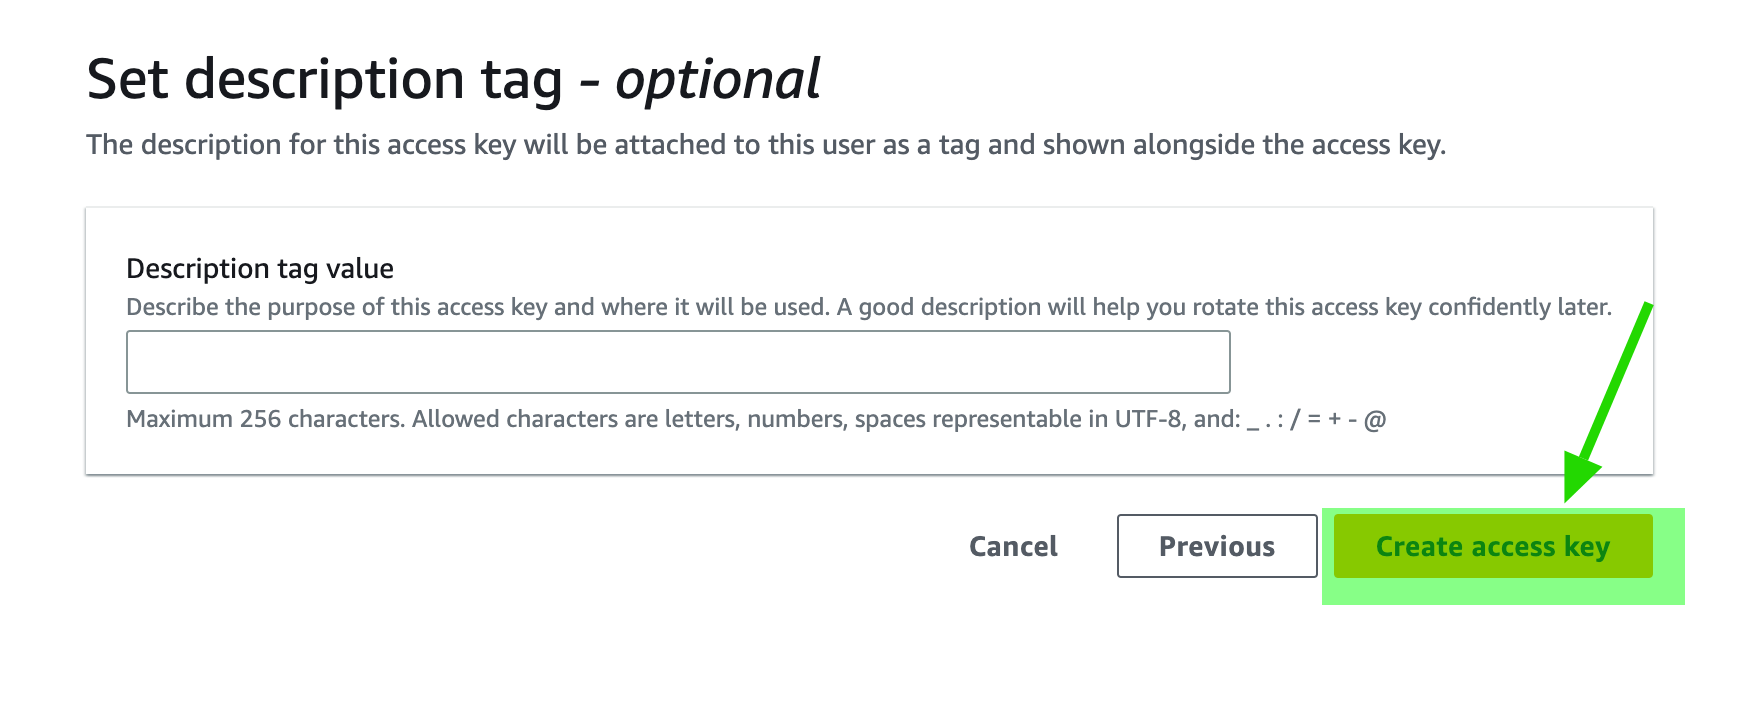 Set description tag - optional
The description for this access key will be attached to this user as a tag and shown alongside the access key.
Description tag value
Describe the purpose of this access key and where it will be used. A good description will help you rotate this access key confidently later.
Maximum 256 characters. Allowed characters are letters, numbers, spaces representable in UTF-8, and: _ . : / = + - @
Cancel
Previous
Create access key